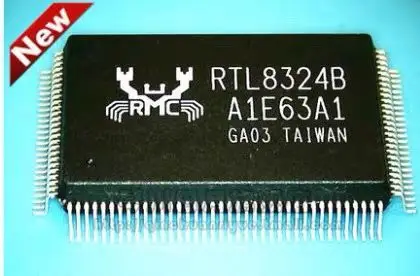 New
RTL8324B
RMC
A1E63A1
GA03 TAIWAN